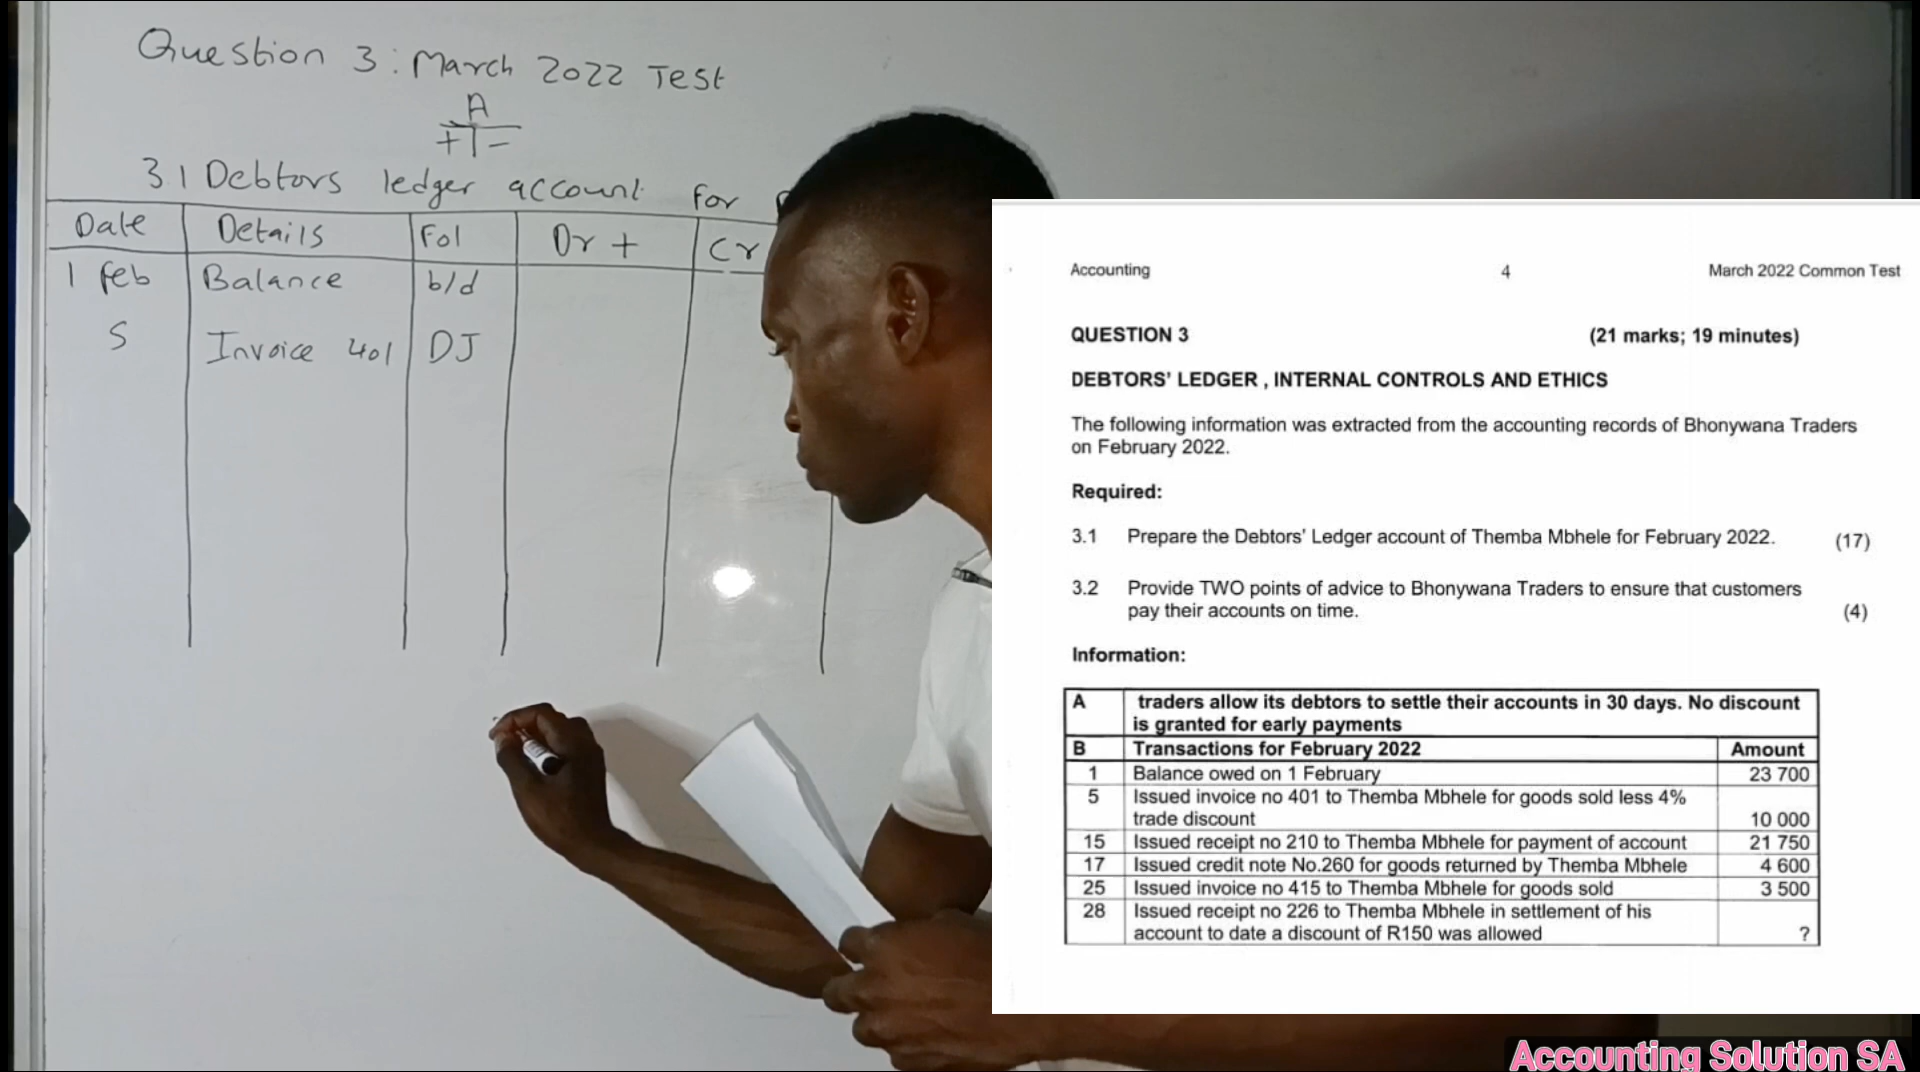 Question 3: March 2022 Test
A
+ -
3.1 Debtors ledger account for
Date Details Fol Dr + Cr
1 feb Balance b/d
5 Invoice 401 DJ
Accounting 4 March 2022 Common Test
QUESTION 3 (21 marks; 19 minutes)
DEBTORS' LEDGER , INTERNAL CONTROLS AND ETHICS
The following information was extracted from the accounting records of Bhonywana Traders
on February 2022.
Required:
3.1 Prepare the Debtors' Ledger account of Themba Mbhele for February 2022. (17)
3.2 Provide TWO points of advice to Bhonywana Traders to ensure that customers
pay their accounts on time. (4)
Information:
A traders allow its debtors to settle their accounts in 30 days. No discount
is granted for early payments
B Transactions for February 2022 Amount
1 Balance owed on 1 February 23 700
5 Issued invoice no 401 to Themba Mbhele for goods sold less 4%
trade discount 10 000
15 Issued receipt no 210 to Themba Mbhele for payment of account 21 750
17 Issued credit note No.260 for goods returned by Themba Mbhele 4 600
25 Issued invoice no 415 to Themba Mbhele for goods sold 3 500
28 Issued receipt no 226 to Themba Mbhele in settlement of his
account to date a discount of R150 was allowed ?
Accounting Solution SA